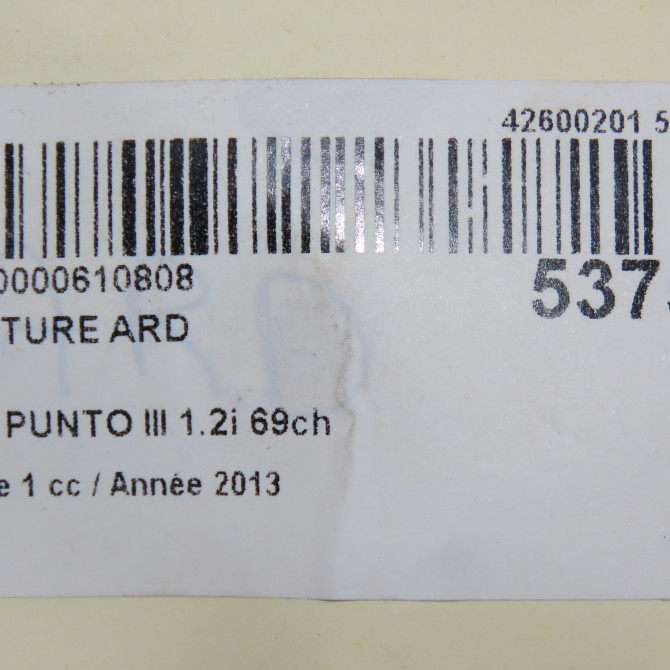 42600201 5
0000610808
537
TURE ARD
PUNTO III 1.2i 69ch
e 1 cc / Année 2013